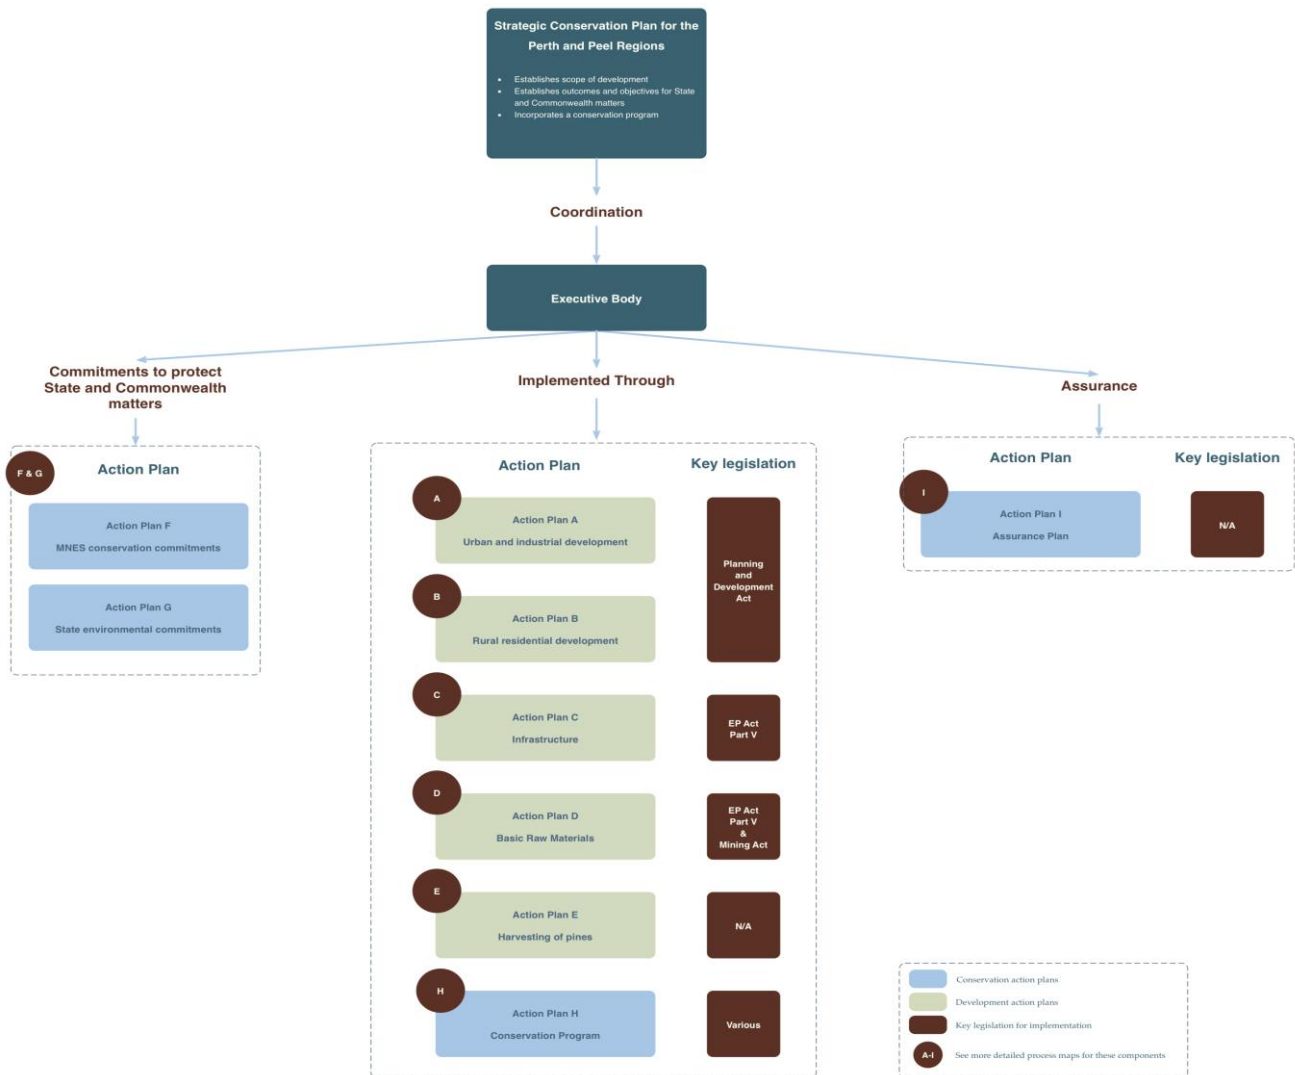 Strategic Conservation Plan for the
Perth and Peel Regions
• Establishes scope of development
• Establishes outcomes and objectives for State
and Commonwealth matters
• Incorporates a conservation program
Coordination
Executive Body
Commitments to protect
State and Commonwealth
matters
F & G
Action Plan
Action Plan F
MNES conservation commitments
Action Plan G
State environmental commitments
Implemented Through
Action Plan
Key legislation
A
Action Plan A
Urban and industrial development
B
Action Plan B
Rural residential development
Planning
and
Development
Act
C
Action Plan C
Infrastructure
EP Act
Part V
D
Action Plan D
Basic Raw Materials
EP Act
Part V
&
Mining Act
E
Action Plan E
Harvesting of pines
N/A
H
Action Plan H
Conservation Program
Various
Assurance
Action Plan
Key legislation
I
Action Plan I
Assurance Plan
N/A
Conservation action plans
Development action plans
Key legislation for implementation
A-I
See more detailed process maps for these components